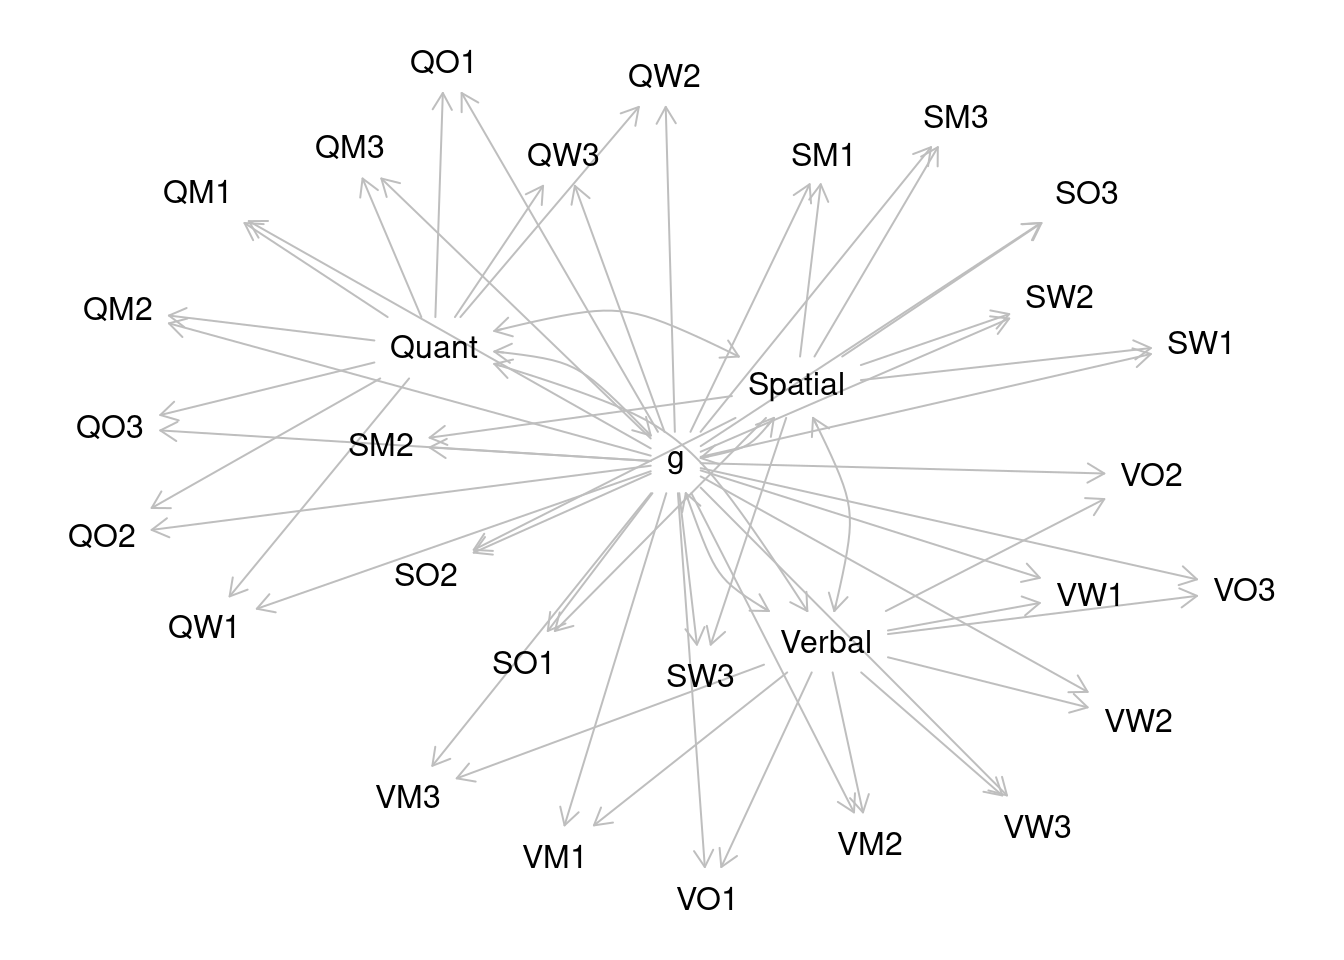 QO1
QW2
SM3
QM3
QW3
SM1
QM1
SO3
QM2
SW2
Quant
SW1
Spatial
QO3
SM2
g
VO2
QO2
SO2
VW1
VO3
QW1
Verbal
SO1
SW3
VW2
VM3
VW3
VM1
VM2
VO1